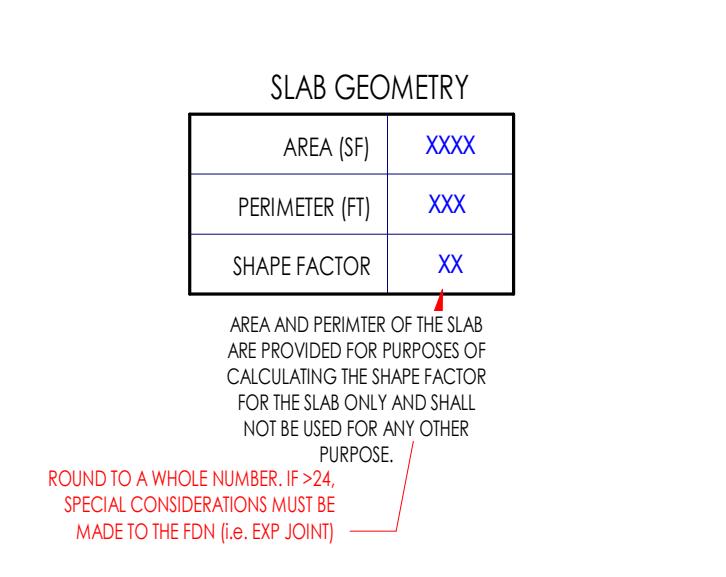 SLAB GEOMETRY
AREA (SF) XXXX
PERIMETER (FT) XXX
SHAPE FACTOR XX
AREA AND PERIMTER OF THE SLAB
ARE PROVIDED FOR PURPOSES OF
CALCULATING THE SHAPE FACTOR
FOR THE SLAB ONLY AND SHALL
NOT BE USED FOR ANY OTHER
PURPOSE.
ROUND TO A WHOLE NUMBER. IF >24,
SPECIAL CONSIDERATIONS MUST BE
MADE TO THE FDN (i.e. EXP JOINT)